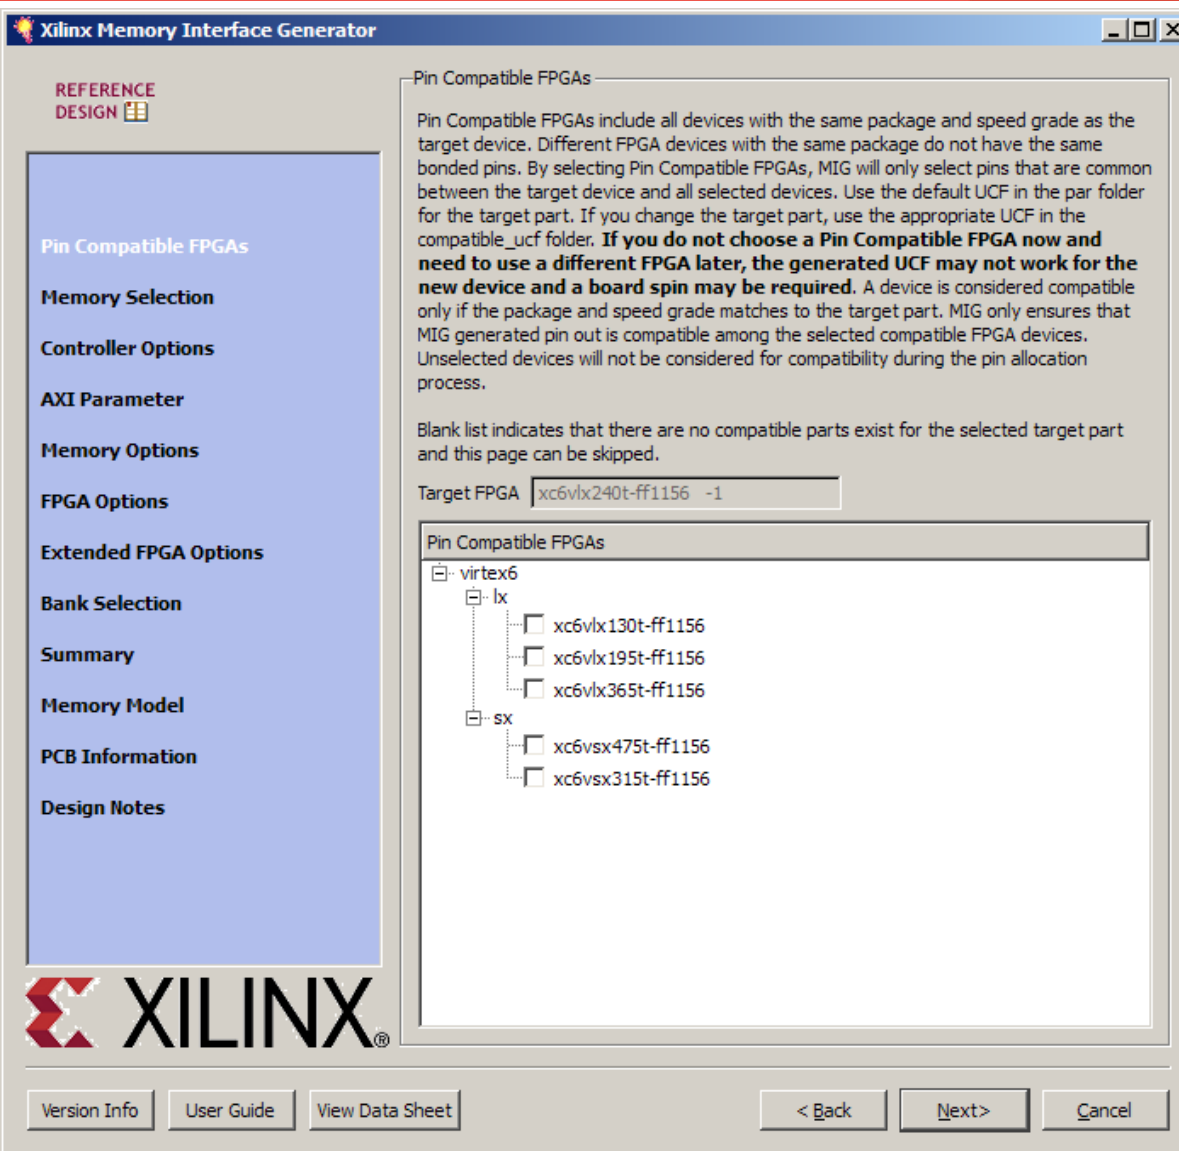 Xilinx Memory Interface Generator
REFERENCE
DESIGN
Pin Compatible FPGAs
Memory Selection
Controller Options
AXI Parameter
Memory Options
FPGA Options
Extended FPGA Options
Bank Selection
Summary
Memory Model
PCB Information
Design Notes
XILINX®
Pin Compatible FPGAs
Pin Compatible FPGAs include all devices with the same package and speed grade as the
target device. Different FPGA devices with the same package do not have the same
bonded pins. By selecting Pin Compatible FPGAs, MIG will only select pins that are common
between the target device and all selected devices. Use the default UCF in the par folder
for the target part. If you change the target part, use the appropriate UCF in the
compatible_ucf folder. If you do not choose a Pin Compatible FPGA now and
need to use a different FPGA later, the generated UCF may not work for the
new device and a board spin may be required. A device is considered compatible
only if the package and speed grade matches to the target part. MIG only ensures that
MIG generated pin out is compatible among the selected compatible FPGA devices.
Unselected devices will not be considered for compatibility during the pin allocation
process.
Blank list indicates that there are no compatible parts exist for the selected target part
and this page can be skipped.
Target FPGA xc6vlx240t-ff1156 -1
Pin Compatible FPGAs
virtex6
lx
xc6vlx130t-ff1156
xc6vlx195t-ff1156
xc6vlx365t-ff1156
sx
xc6vsx475t-ff1156
xc6vsx315t-ff1156
Version Info User Guide View Data Sheet < Back Next> Cancel